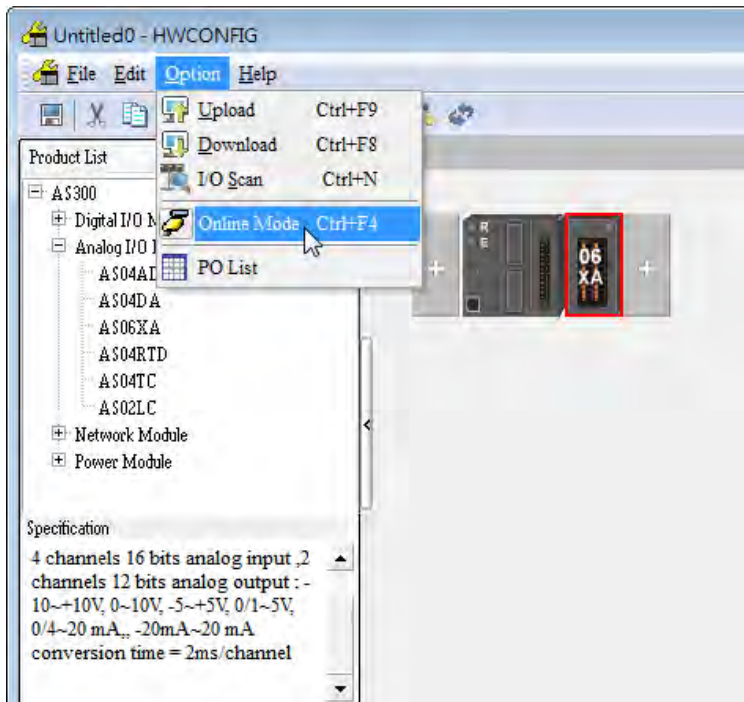 Untitled0 - HWCONFIG
File Edit Option Help
Upload Ctrl+F9
Download Ctrl+F8
I/O Scan Ctrl+N
Online Mode Ctrl+F4
PO List
Product List
AS300
Digital I/O
Analog I/O
AS04AD
AS04DA
AS06XA
AS04RTD
AS04TC
AS02LC
Network Module
Power Module
R
E
06
XA
Specification
4 channels 16 bits analog input ,2
channels 12 bits analog output : -
10~+10V, 0~10V, -5~+5V, 0/1~5V,
0/4~20 mA,, -20mA~20 mA
conversion time = 2ms/channel